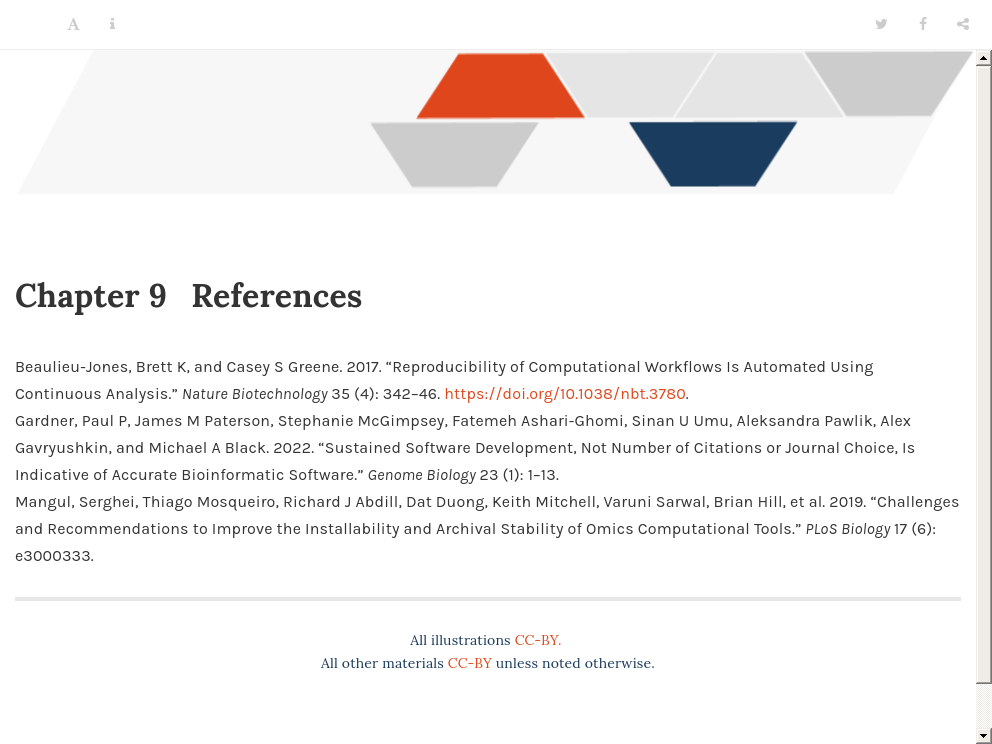 Chapter 9 References
Beaulieu-Jones, Brett K, and Casey S Greene. 2017. “Reproducibility of Computational Workflows Is Automated Using
Continuous Analysis.” Nature Biotechnology 35 (4): 342–46. https://doi.org/10.1038/nbt.3780.
Gardner, Paul P, James M Paterson, Stephanie McGimpsey, Fatemeh Ashari-Ghomi, Sinan U Umu, Aleksandra Pawlik, Alex
Gavryushkin, and Michael A Black. 2022. “Sustained Software Development, Not Number of Citations or Journal Choice, Is
Indicative of Accurate Bioinformatic Software.” Genome Biology 23 (1): 1–13.
Mangul, Serghei, Thiago Mosqueiro, Richard J Abdill, Dat Duong, Keith Mitchell, Varuni Sarwal, Brian Hill, et al. 2019. “Challenges
and Recommendations to Improve the Installability and Archival Stability of Omics Computational Tools.” PLoS Biology 17 (6):
e3000333.
All illustrations CC-BY.
All other materials CC-BY unless noted otherwise.